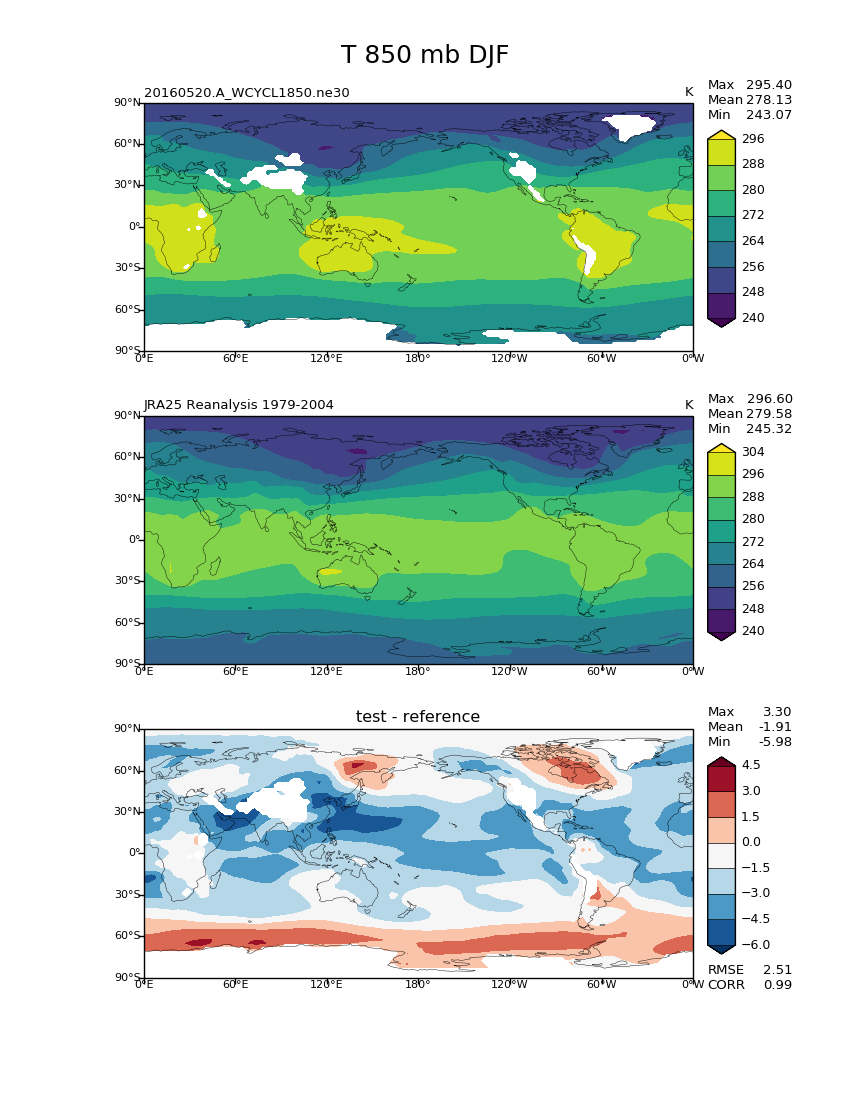 T 850 mb DJF
20160520.A_WCYCL1850.ne30
K
Max 295.40
Mean 278.13
Min 243.07
90°N
60°N
30°N
0°
30°S
60°S
90°S
0°E 60°E 120°E 180° 120°W 60°W 0°W
296
288
280
272
264
256
248
240
JRA25 Reanalysis 1979-2004
K
Max 296.60
Mean 279.58
Min 245.32
90°N
60°N
30°N
0°
30°S
60°S
90°S
0°E 60°E 120°E 180° 120°W 60°W 0°W
304
296
288
280
272
264
256
248
240
test - reference
Max 3.30
Mean -1.91
Min -5.98
90°N
60°N
30°N
0°
30°S
60°S
90°S
0°E 60°E 120°E 180° 120°W 60°W 0°W
4.5
3.0
1.5
0.0
−1.5
−3.0
−4.5
−6.0
RMSE 2.51
CORR 0.99